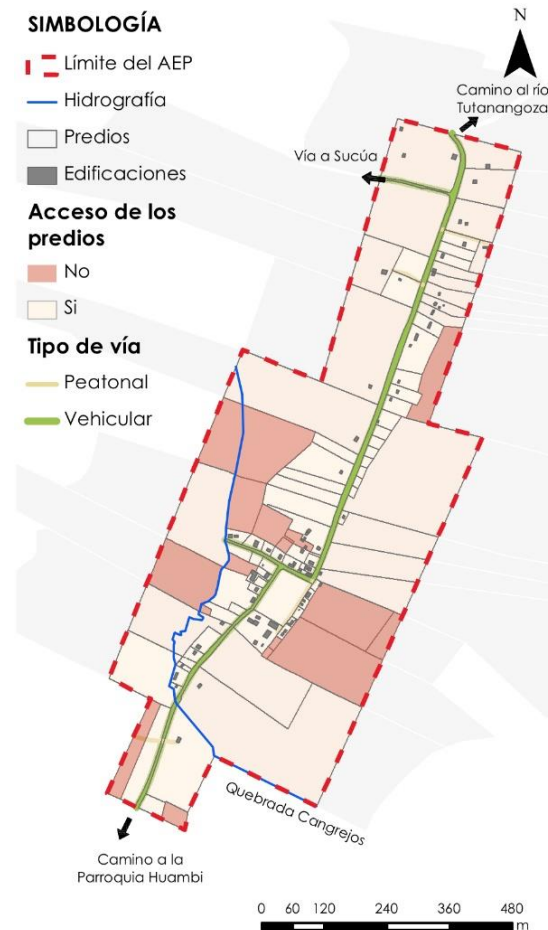 SIMBOLOGÍA
Límite del AEP
Hidrografía
Predios
Edificaciones
Acceso de los
predios
No
Si
Tipo de vía
Peatonal
Vehicular
N
Camino al río
Tutanangoza
Vía a Sucúa
Quebrada Cangrejos
Camino a la
Parroquia Huambi
0 60 120 240 360 480
m